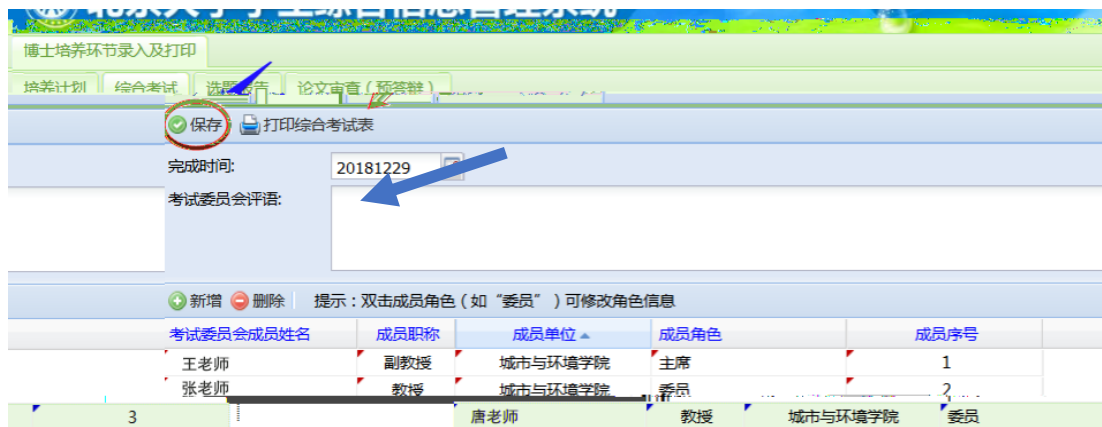 博士培养环节录入及打印
培养计划 综合考试 选题报告 论文审查(预答辩)
保存 打印综合考试表
完成时间: 20181229
考试委员会评语:
新增 删除 提示:双击成员角色(如“委员”)可修改角色信息
考试委员会成员姓名 成员职称 成员单位 成员角色 成员序号
王老师 副教授 城市与环境学院 主席 1
张老师 教授 城市与环境学院 委员 2
3 唐老师 教授 城市与环境学院 委员